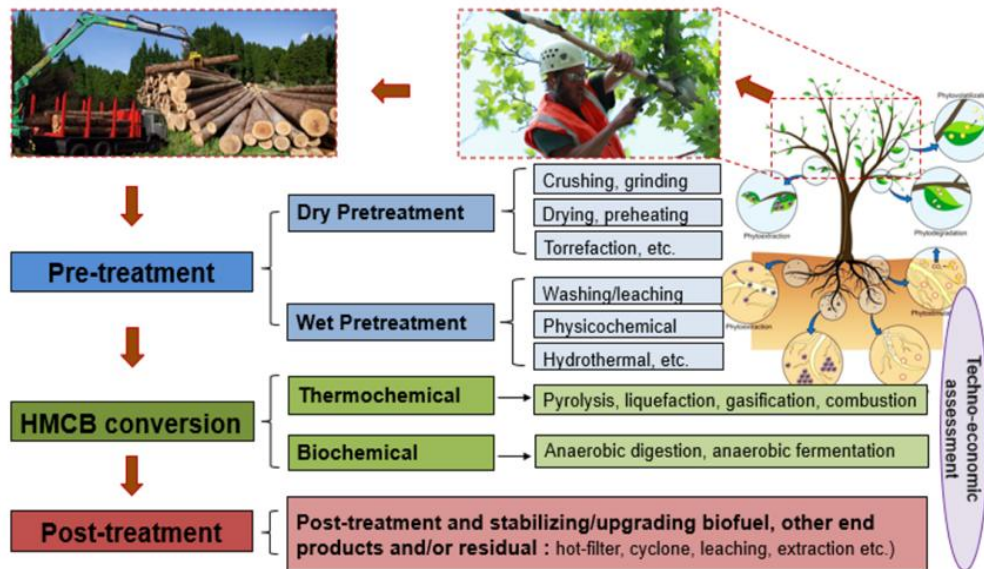 Phytovolatilizat
Crushing, grinding
Dry Pretreatment
Drying, preheating
Phytoextraction
Phytodegradation
Torrefaction, etc.
Pre-treatment
Washing/leaching
Wet Pretreatment
Physicochemical
Hydrothermal, etc.
Techno-economic
assessment
Thermochemical
Pyrolysis, liquefaction, gasification, combustion
HMCB conversion
Biochemical
Anaerobic digestion, anaerobic fermentation
Post-treatment
Post-treatment and stabilizing/upgrading biofuel, other end
products and/or residual : hot-filter, cyclone, leaching, extraction etc.)